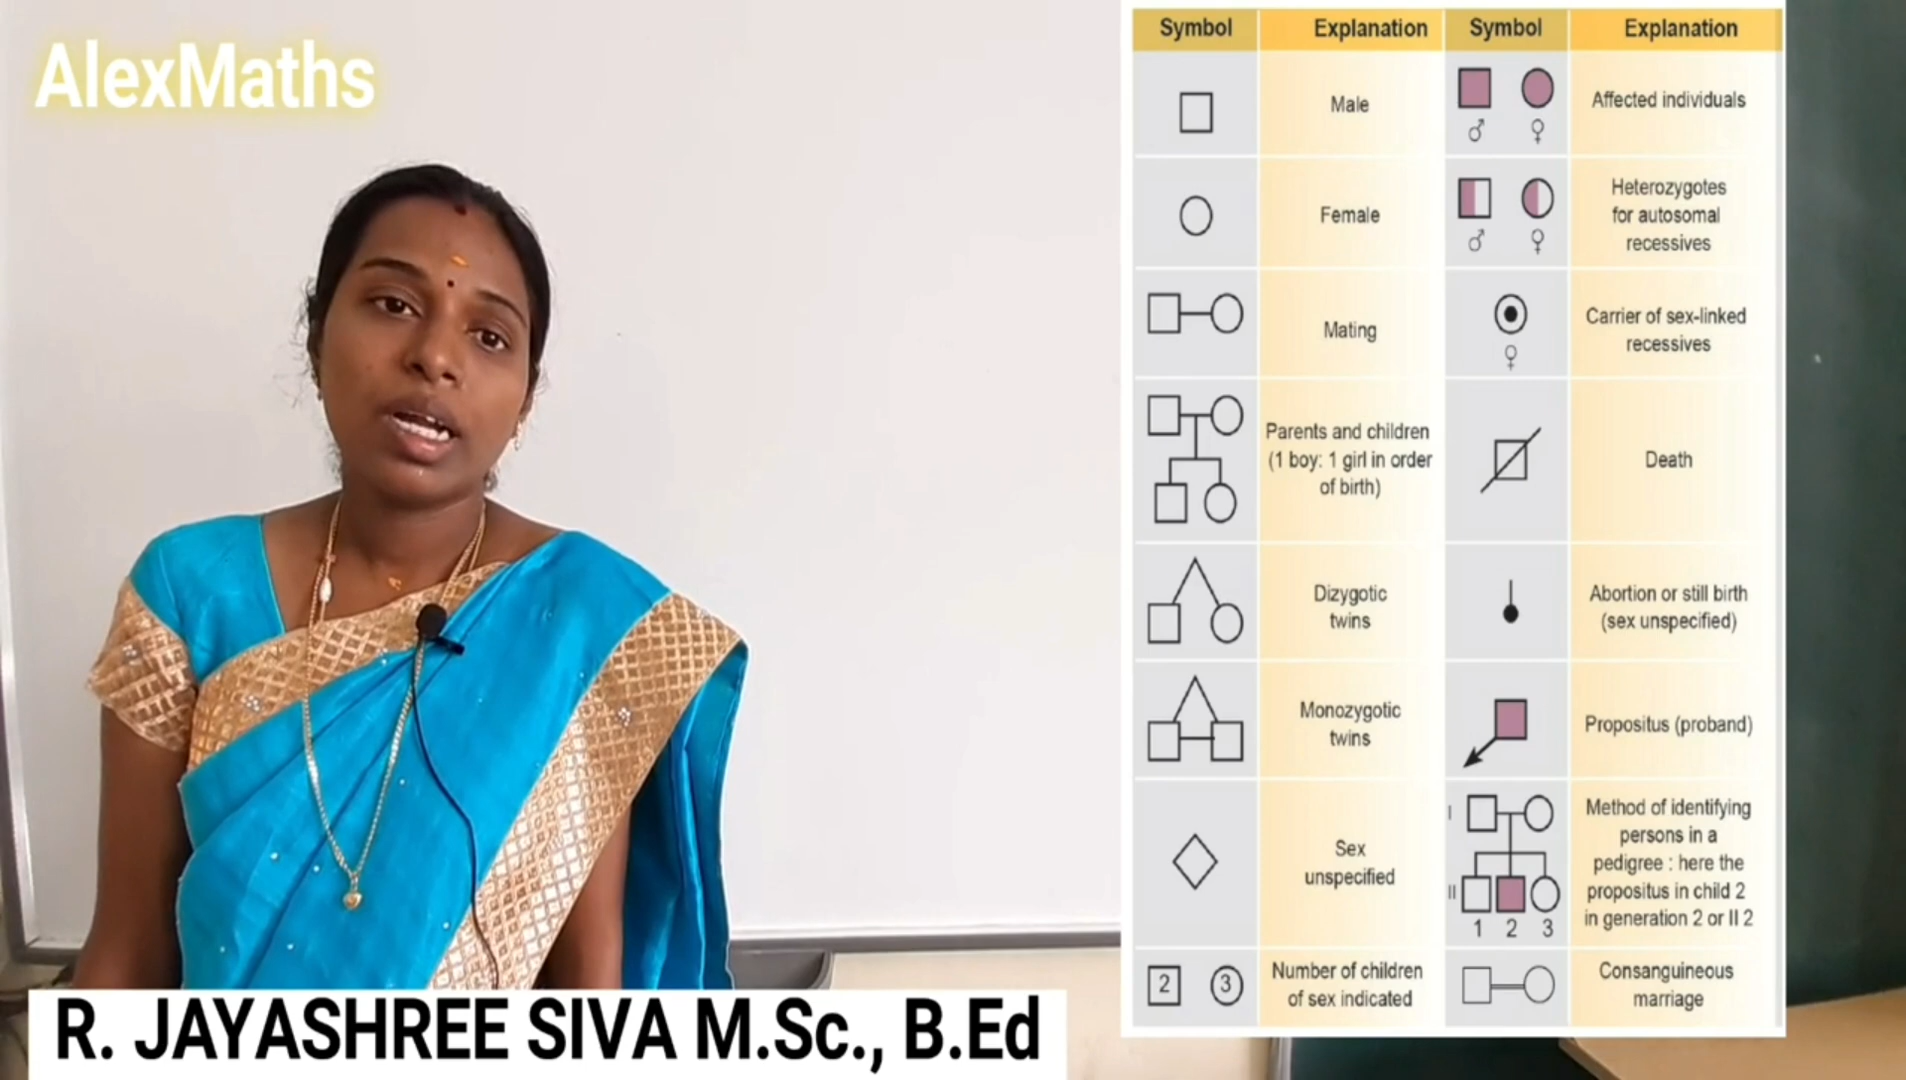 AlexMaths
R. JAYASHREE SIVA M.Sc., B.Ed
Symbol Explanation Symbol Explanation
Male
♂ ♀
Affected individuals
Female
♂ ♀
Heterozygotes
for autosomal
recessives
Mating
♀
Carrier of sex-linked
recessives
Parents and children
(1 boy: 1 girl in order
of birth)
Death
Dizygotic
twins
Abortion or still birth
(sex unspecified)
Monozygotic
twins
Propositus (proband)
Sex
unspecified
I
II
1 2 3
Method of identifying
persons in a
pedigree : here the
propositus in child 2
in generation 2 or II 2
2 3
Number of children
of sex indicated
Consanguineous
marriage